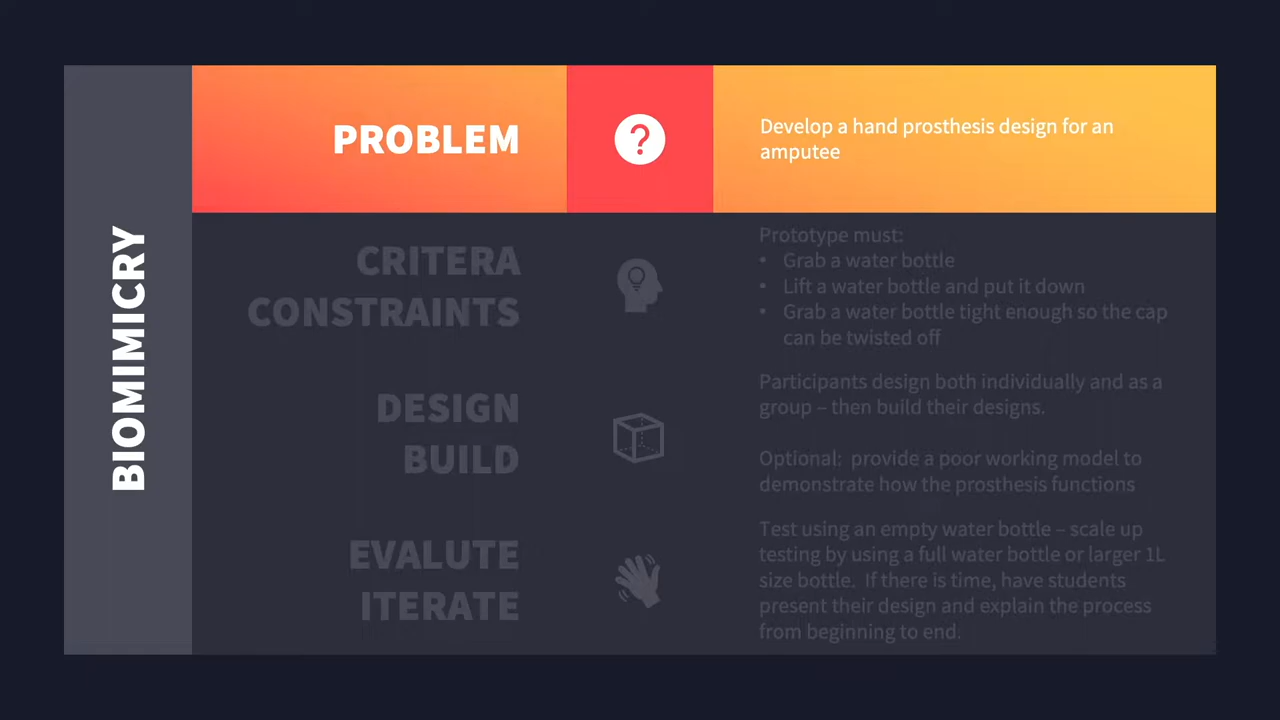 BIOMIMICRY
PROBLEM
?
Develop a hand prosthesis design for an
amputee
CRITERA
CONSTRAINTS
Prototype must:
• Grab a water bottle
• Lift a water bottle and put it down
• Grab a water bottle tight enough so the cap
can be twisted off
DESIGN
BUILD
Participants design both individually and as a
group – then build their designs.
Optional: provide a poor working model to
demonstrate how the prosthesis functions
EVALUTE
ITERATE
Test using an empty water bottle – scale up
testing by using a full water bottle or larger 1L
size bottle. If there is time, have students
present their design and explain the process
from beginning to end.